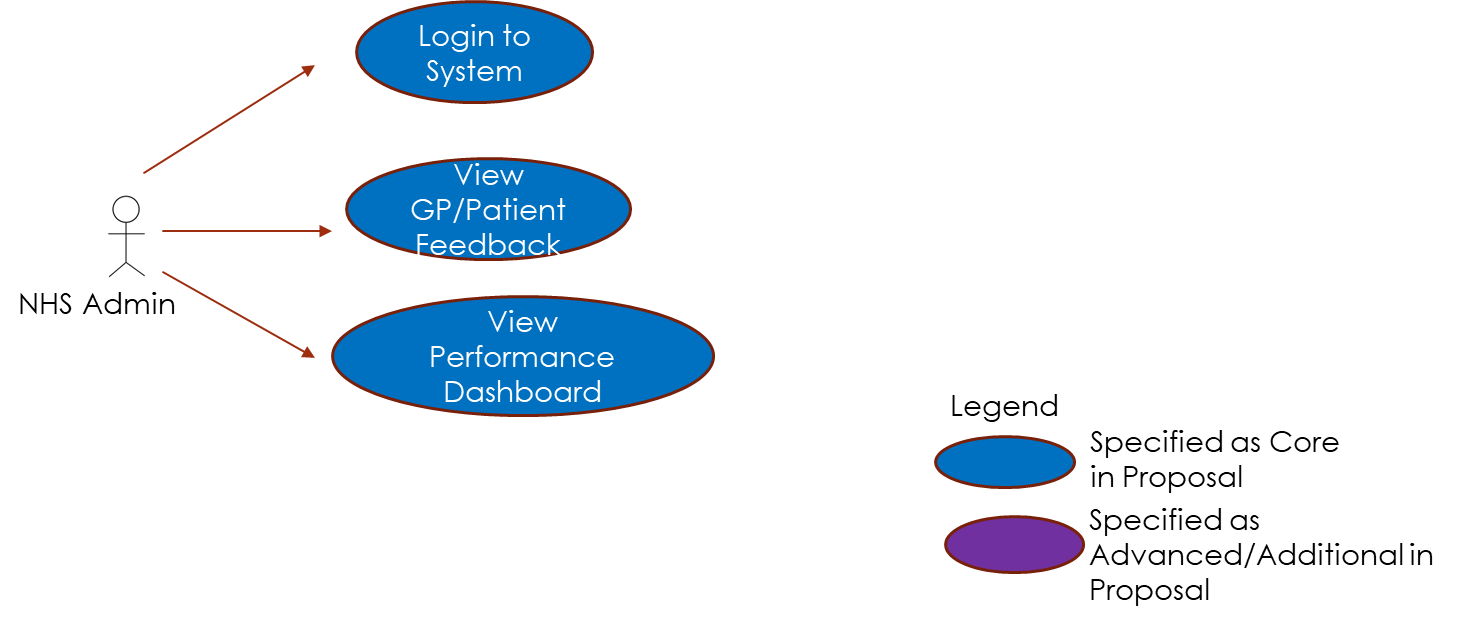 Login to
System
View
GP/Patient
Feedback
NHS Admin
View
Performance
Dashboard
Legend
Specified as Core
in Proposal
Specified as
Advanced/Additional in
Proposal